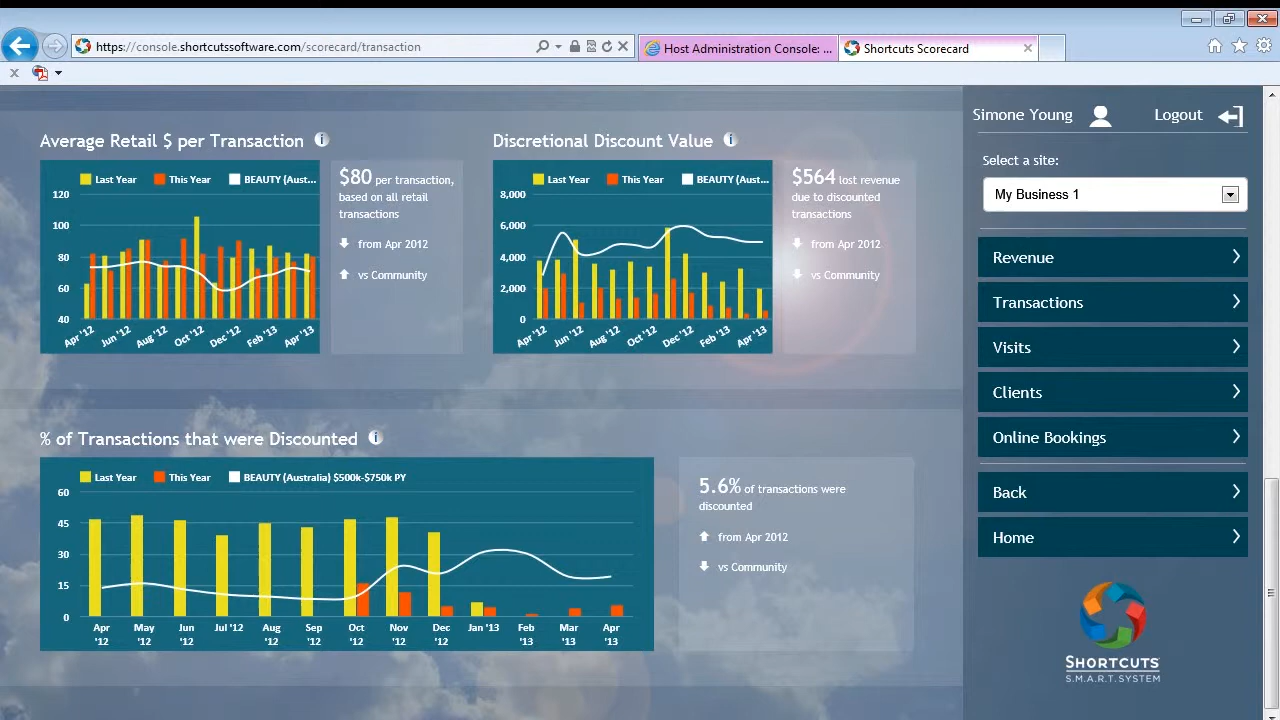 https://console.shortcutssoftware.com/scorecard/transaction
Host Administration Console: ...
Shortcuts Scorecard
Simone Young
Logout
Select a site:
My Business 1
Revenue
Transactions
Visits
Clients
Online Bookings
Back
Home
SHORTCUTS
S.M.A.R.T.SYSTEM
Average Retail $ per Transaction
Last Year This Year BEAUTY (Aust...
120
100
80
60
40
Apr '12 Jun '12 Aug '12 Oct '12 Dec '12 Feb '13 Apr '13
$80 per transaction,
based on all retail
transactions
from Apr 2012
vs Community
Discretional Discount Value
Last Year This Year BEAUTY (Aust...
8,000
6,000
4,000
2,000
0
Apr '12 Jun '12 Aug '12 Oct '12 Dec '12 Feb '13 Apr '13
$564 lost revenue
due to discounted
transactions
from Apr 2012
vs Community
% of Transactions that were Discounted
Last Year This Year BEAUTY (Australia) $500k-$750k PY
60
45
30
15
0
Apr May Jun Jul '12 Aug Sep Oct Nov Dec Jan '13 Feb Mar Apr
'12 '12 '12 '12 '12 '12 '12 '12 '13 '13 '13
5.6% of transactions were
discounted
from Apr 2012
vs Community